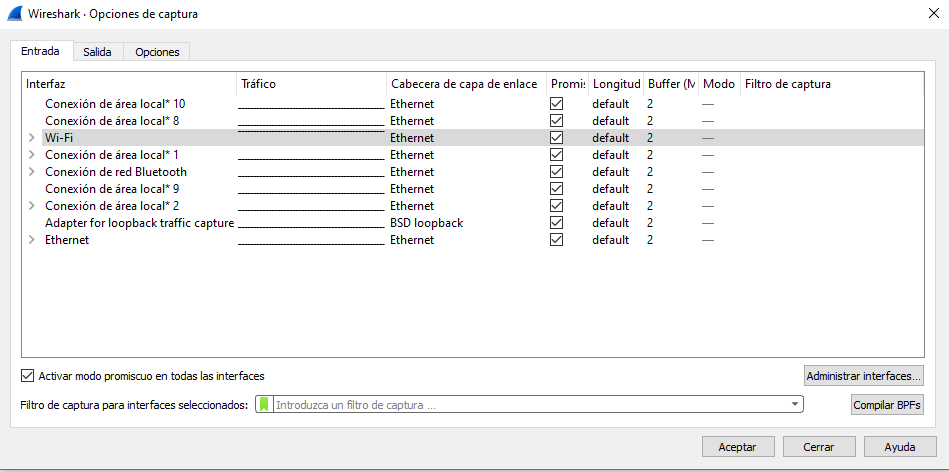 Wireshark · Opciones de captura
Entrada Salida Opciones
Interfaz Tráfico Cabecera de capa de enlace Promis Longitud Buffer (M Modo Filtro de captura
Conexión de área local* 10 Ethernet default 2 —
Conexión de área local* 8 Ethernet default 2 —
Wi-Fi Ethernet default 2 —
Conexión de área local* 1 Ethernet default 2 —
Conexión de red Bluetooth Ethernet default 2 —
Conexión de área local* 9 Ethernet default 2 —
Conexión de área local* 2 Ethernet default 2 —
Adapter for loopback traffic capture BSD loopback default 2 —
Ethernet Ethernet default 2 —
Activar modo promiscuo en todas las interfaces Administrar interfaces...
Filtro de captura para interfaces seleccionados: Introduzca un filtro de captura ... Compilar BPFs
Aceptar Cerrar Ayuda